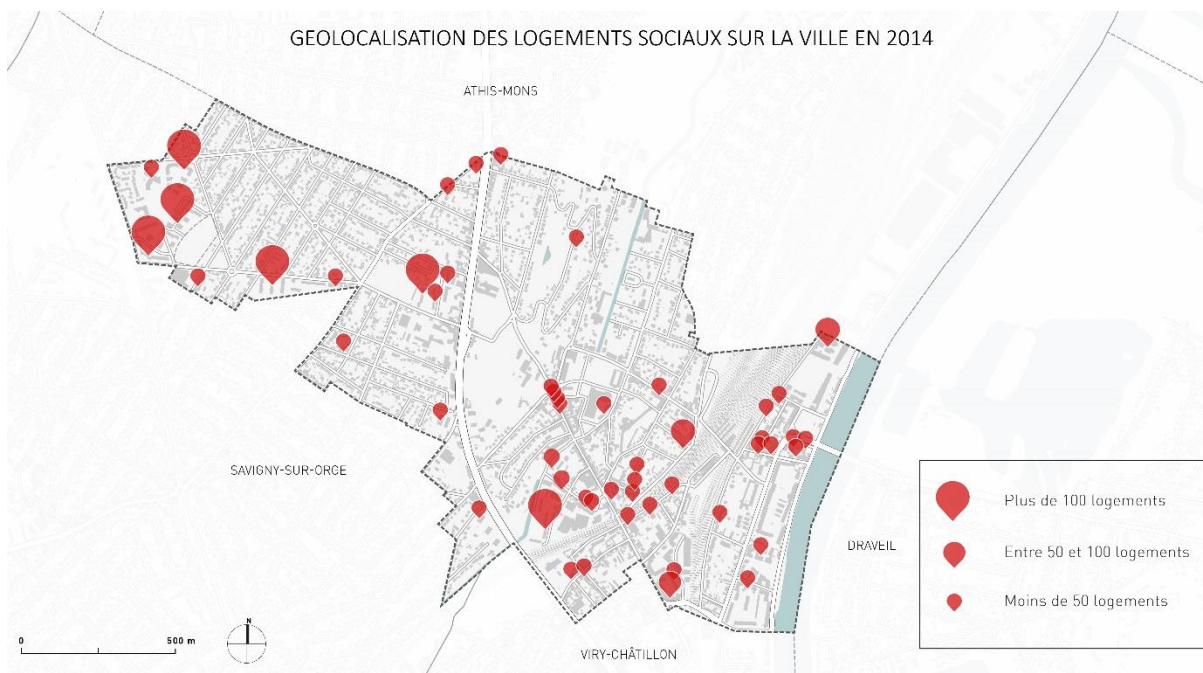 GEOLOCALISATION DES LOGEMENTS SOCIAUX SUR LA VILLE EN 2014
ATHIS-MONS
SAVIGNY-SUR-ORGE
DRAVEIL
VIRY-CHÂTILLON
Plus de 100 logements
Entre 50 et 100 logements
Moins de 50 logements
0 500 m
N